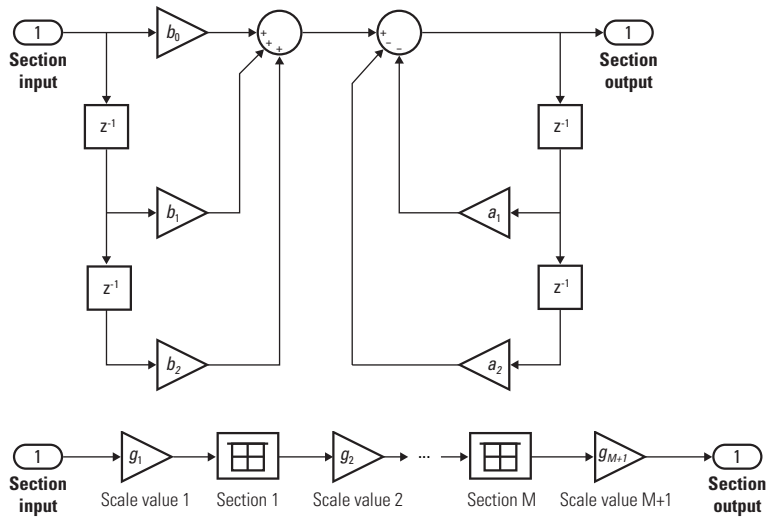 1
Section
input
b₀
+
+
+
+
−
−
1
Section
output
z⁻¹
z⁻¹
b₁
a₁
z⁻¹
z⁻¹
b₂
a₂
1
Section
input
g₁
Scale value 1
Section 1
g₂
Scale value 2
...
Section M
gM+1
Scale value M+1
1
Section
output